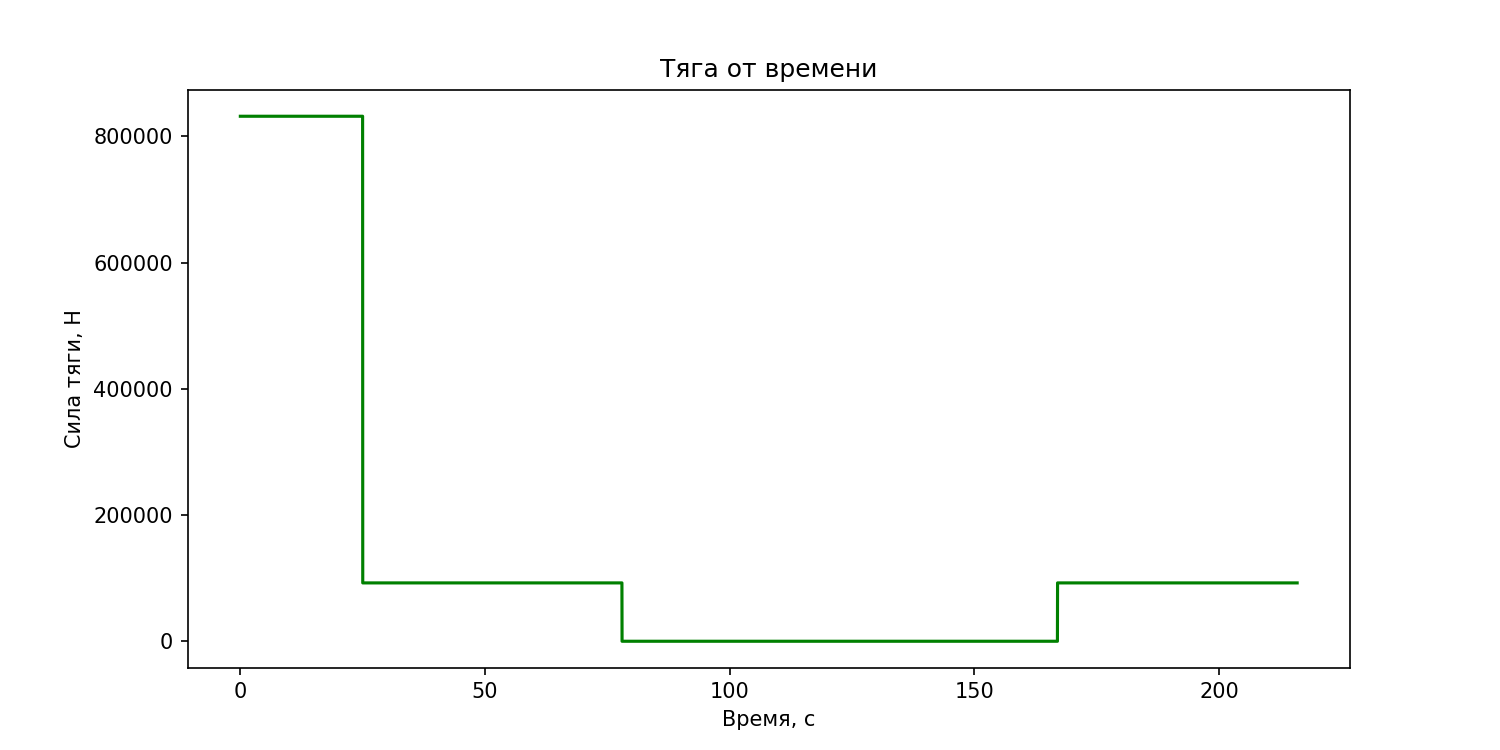 Тяга от времени
800000
600000
400000
200000
0
Сила тяги, Н
0 50 100 150 200
Время, с